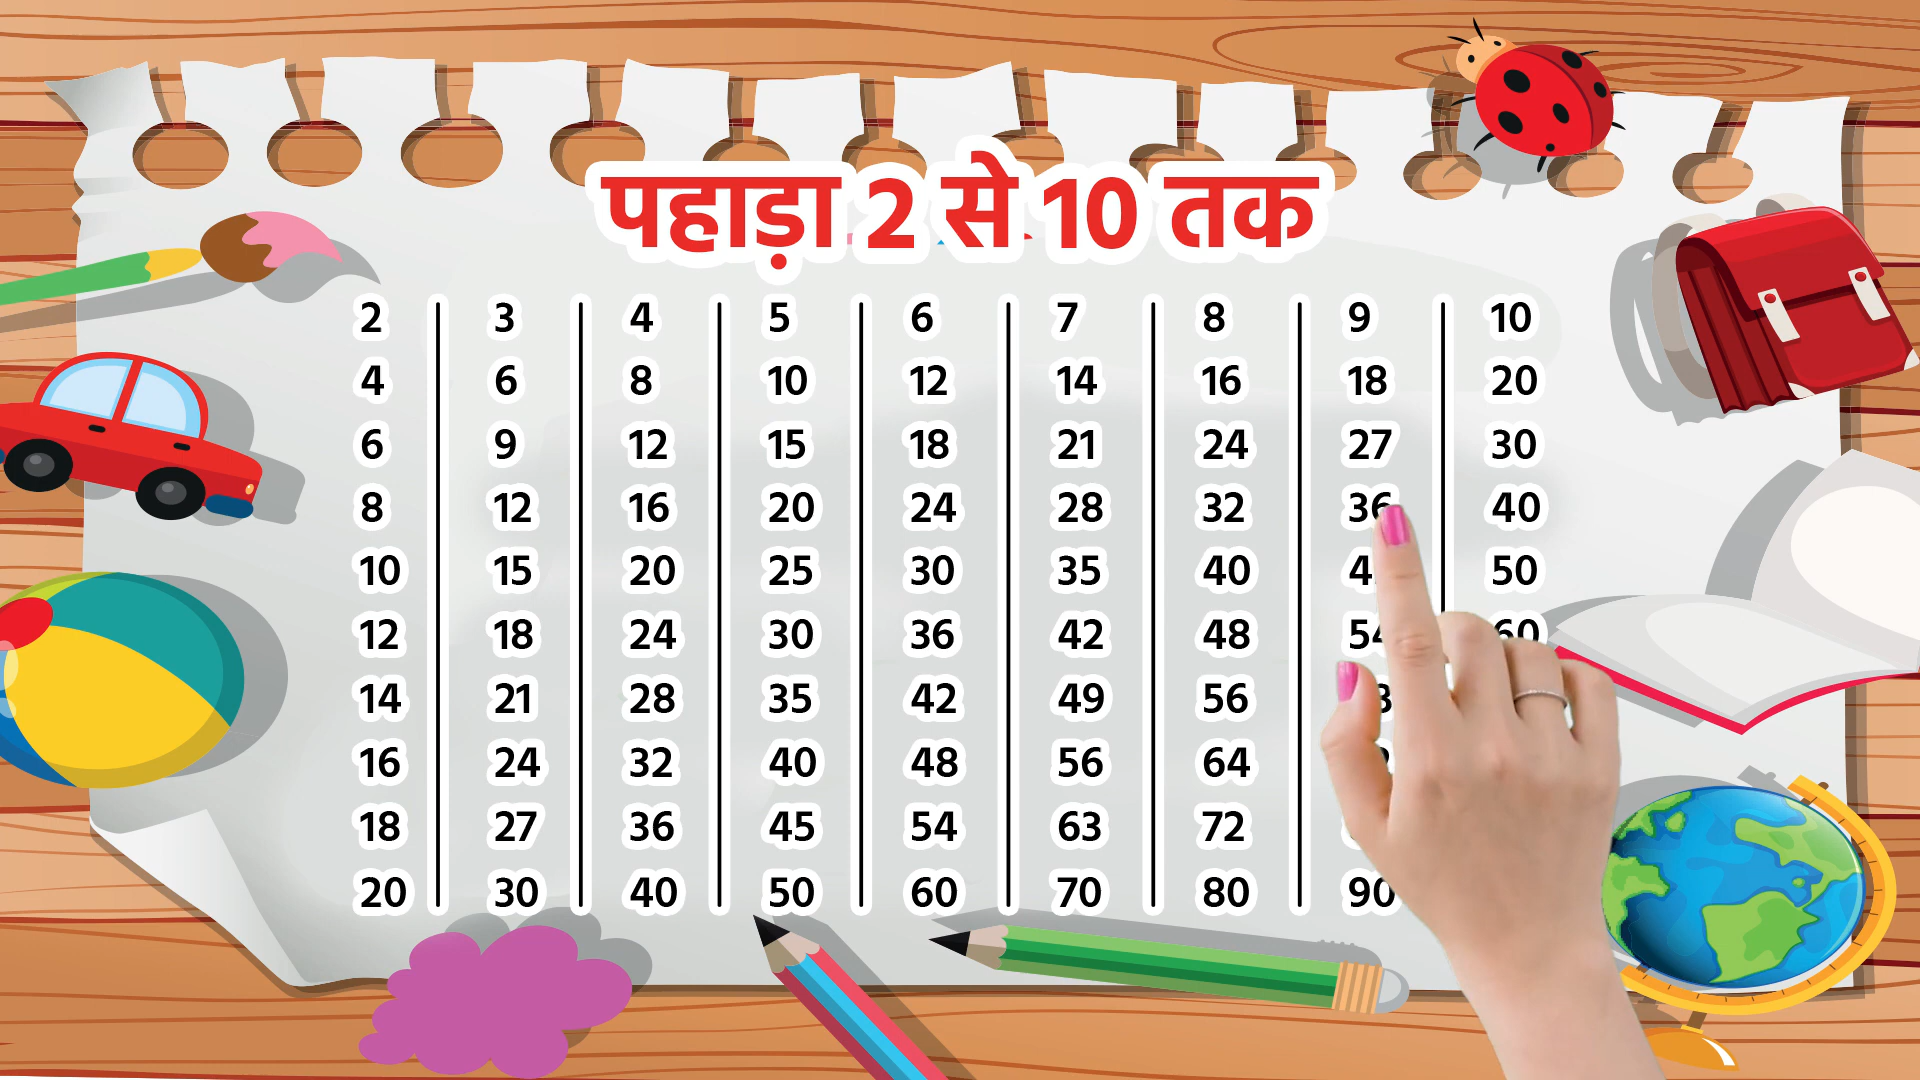 पहाड़ा 2 से 10 तक
2 3 4 5 6 7 8 9 10
4 6 8 10 12 14 16 18 20
6 9 12 15 18 21 24 27 30
8 12 16 20 24 28 32 36 40
10 15 20 25 30 35 40 50
12 18 24 30 36 42 48 54 60
14 21 28 35 42 49 56
16 24 32 40 48 56 64
18 27 36 45 54 63 72
20 30 40 50 60 70 80 90